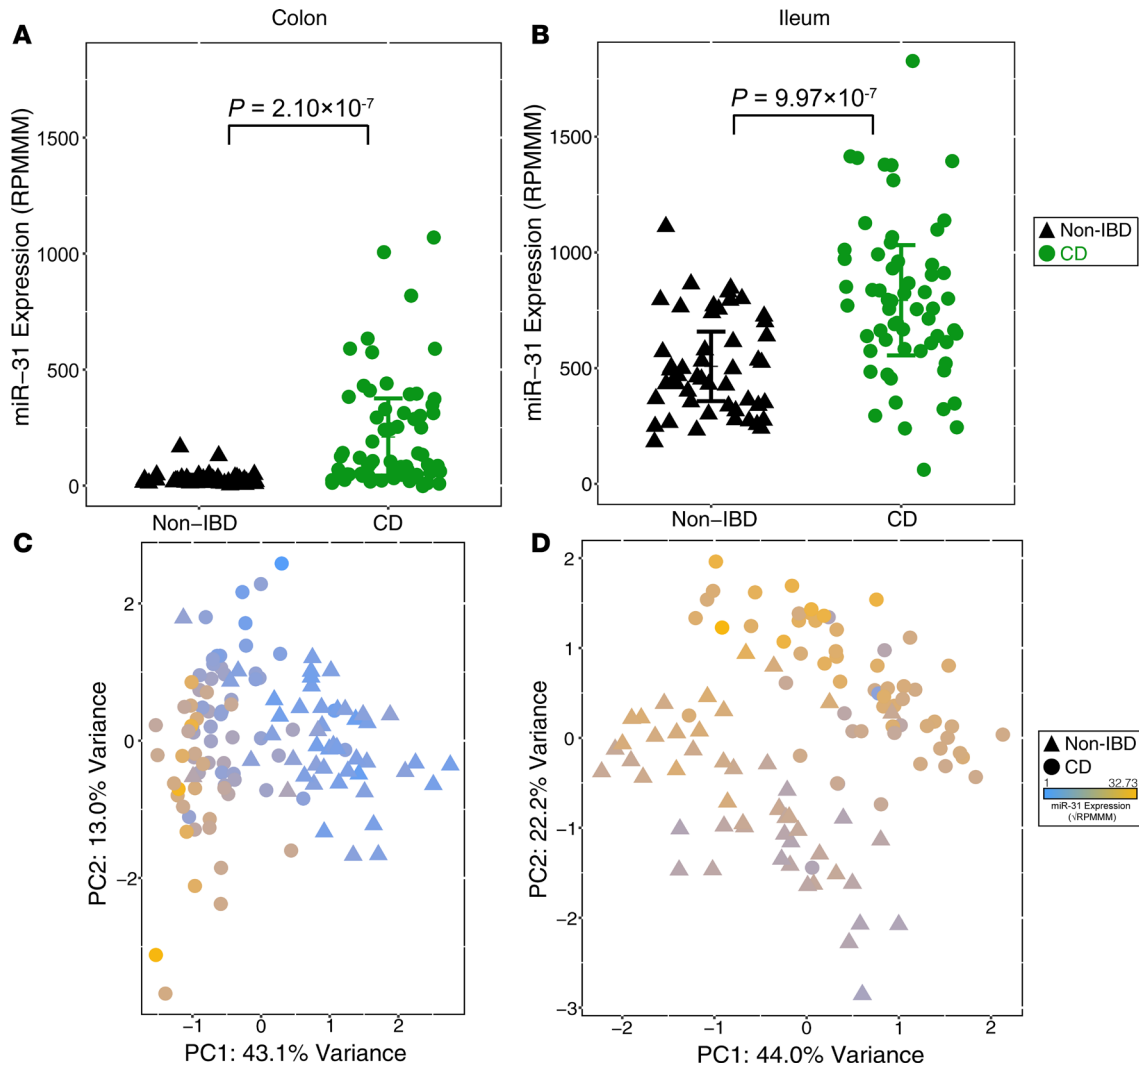 A
Colon
miR−31 Expression (RPMMM)
1500
1000
500
0
P = 2.10×10-7
Non−IBD
CD
B
Ileum
miR−31 Expression (RPMMM)
1500
1000
500
0
P = 9.97×10-7
Non−IBD
CD
Non−IBD
CD
C
PC2: 13.0% Variance
2
0
−2
−1
0
1
2
PC1: 43.1% Variance
D
PC2: 22.2% Variance
2
1
0
−1
−2
−3
−2
−1
0
1
2
PC1: 44.0% Variance
Non−IBD
CD
1
32.73
miR-31 Expression
(√RPMMM)